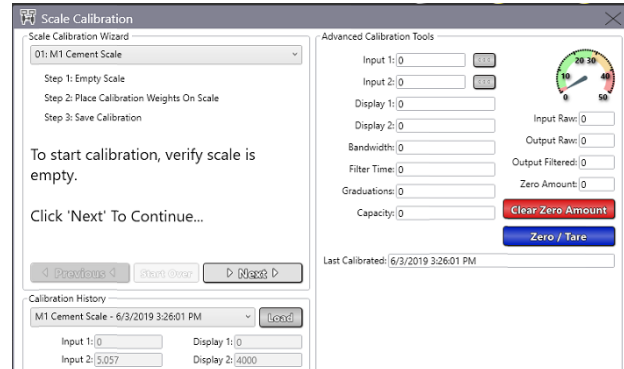 Scale Calibration
Scale Calibration Wizard
01: M1 Cement Scale
Step 1: Empty Scale
Step 2: Place Calibration Weights On Scale
Step 3: Save Calibration
To start calibration, verify scale is
empty.
Click 'Next' To Continue...
Previous
Start Over
Next
Calibration History
M1 Cement Scale - 6/3/2019 3:26:01 PM
Load
Input 1: 0
Display 1: 0
Input 2: 5.057
Display 2: 4000
Advanced Calibration Tools
Input 1: 0
Input 2: 0
Display 1: 0
Display 2: 0
Bandwidth: 0
Filter Time: 0
Graduations: 0
Capacity: 0
0
10
20
30
40
50
Input Raw: 0
Output Raw: 0
Output Filtered: 0
Zero Amount: 0
Clear Zero Amount
Zero / Tare
Last Calibrated: 6/3/2019 3:26:01 PM